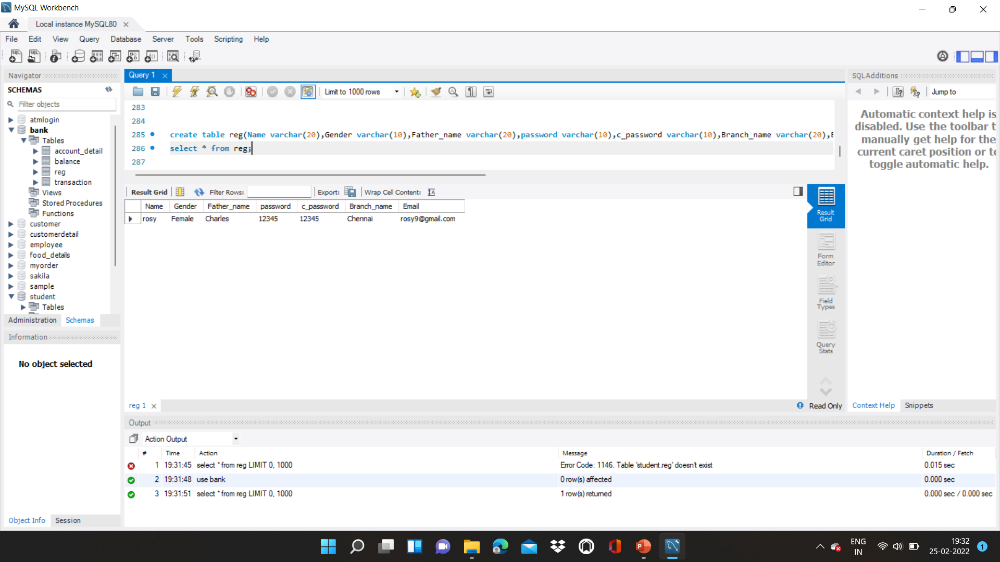 MySQL Workbench
Local instance MySQL80
File Edit View Query Database Server Tools Scripting Help
SQL SQL
Navigator
SCHEMAS
Filter objects
atmlogin
bank
Tables
account_detail
balance
reg
transaction
Views
Stored Procedures
Functions
customer
customerdetail
employee
food_details
myorder
sakila
sample
student
Tables
Administration Schemas
Information
No object selected
Object Info Session
Query 1
Limit to 1000 rows
283
284
285 create table reg(Name varchar(20),Gender varchar(10),Father_name varchar(20),password varchar(10),c_password varchar(10),Branch_name varchar(20),E
286 select * from reg;
287
Result Grid Filter Rows: Export: Wrap Cell Content:
Name Gender Father_name password c_password Branch_name Email
rosy Female Charles 12345 12345 Chennai rosy9@gmail.com
Result
Grid
Form
Editor
Field
Types
Query
Stats
reg 1
Read Only
SQLAdditions
Jump to
Automatic context help is
disabled. Use the toolbar t
manually get help for the
current caret position or to
toggle automatic help.
Context Help Snippets
Output
Action Output
# Time Action Message Duration / Fetch
1 19:31:45 select * from reg LIMIT 0, 1000 Error Code: 1146. Table 'student.reg' doesn't exist 0.015 sec
2 19:31:48 use bank 0 row(s) affected 0.000 sec
3 19:31:51 select * from reg LIMIT 0, 1000 1 row(s) returned 0.000 sec / 0.000 sec
ENG
IN
19:32
25-02-2022
1